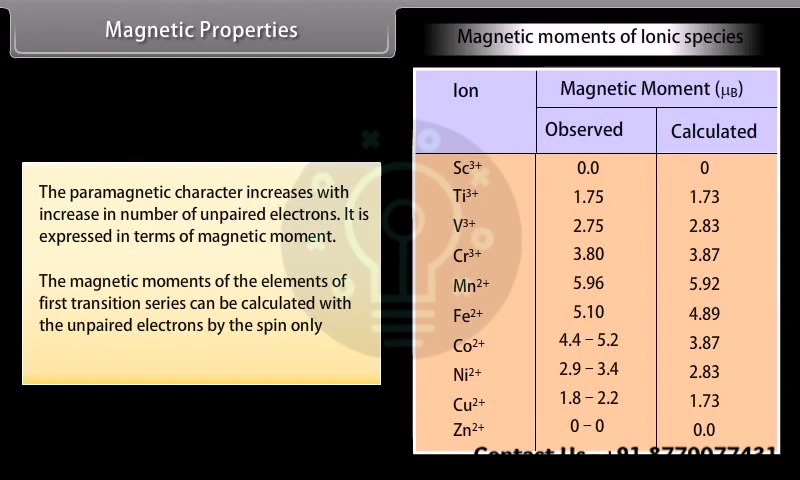 Magnetic Properties
Magnetic moments of Ionic species
Ion
Magnetic Moment (μB)
Observed Calculated
Sc³⁺ 0.0 0
Ti³⁺ 1.75 1.73
V³⁺ 2.75 2.83
Cr³⁺ 3.80 3.87
Mn²⁺ 5.96 5.92
Fe²⁺ 5.10 4.89
Co²⁺ 4.4 – 5.2 3.87
Ni²⁺ 2.9 – 3.4 2.83
Cu²⁺ 1.8 – 2.2 1.73
Zn²⁺ 0 – 0 0.0
The paramagnetic character increases with
increase in number of unpaired electrons. It is
expressed in terms of magnetic moment.
The magnetic moments of the elements of
first transition series can be calculated with
the unpaired electrons by the spin only
Contact Us +91 8770077431